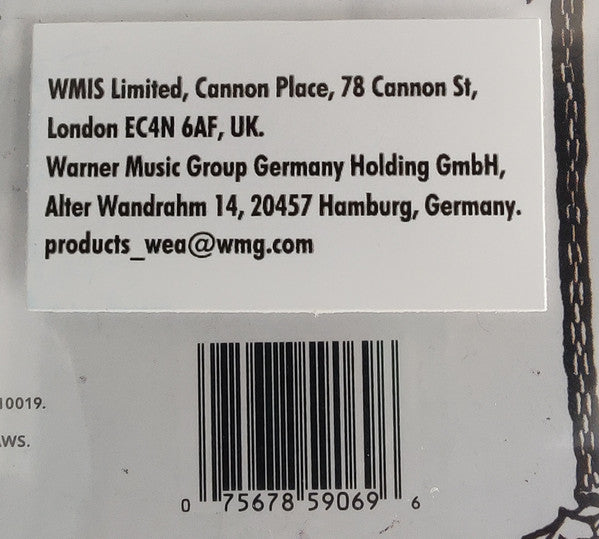 WMIS Limited, Cannon Place, 78 Cannon St,
London EC4N 6AF, UK.
Warner Music Group Germany Holding GmbH,
Alter Wandrahm 14, 20457 Hamburg, Germany.
products_wea@wmg.com
10019.
WS.
0 75678 59069 6